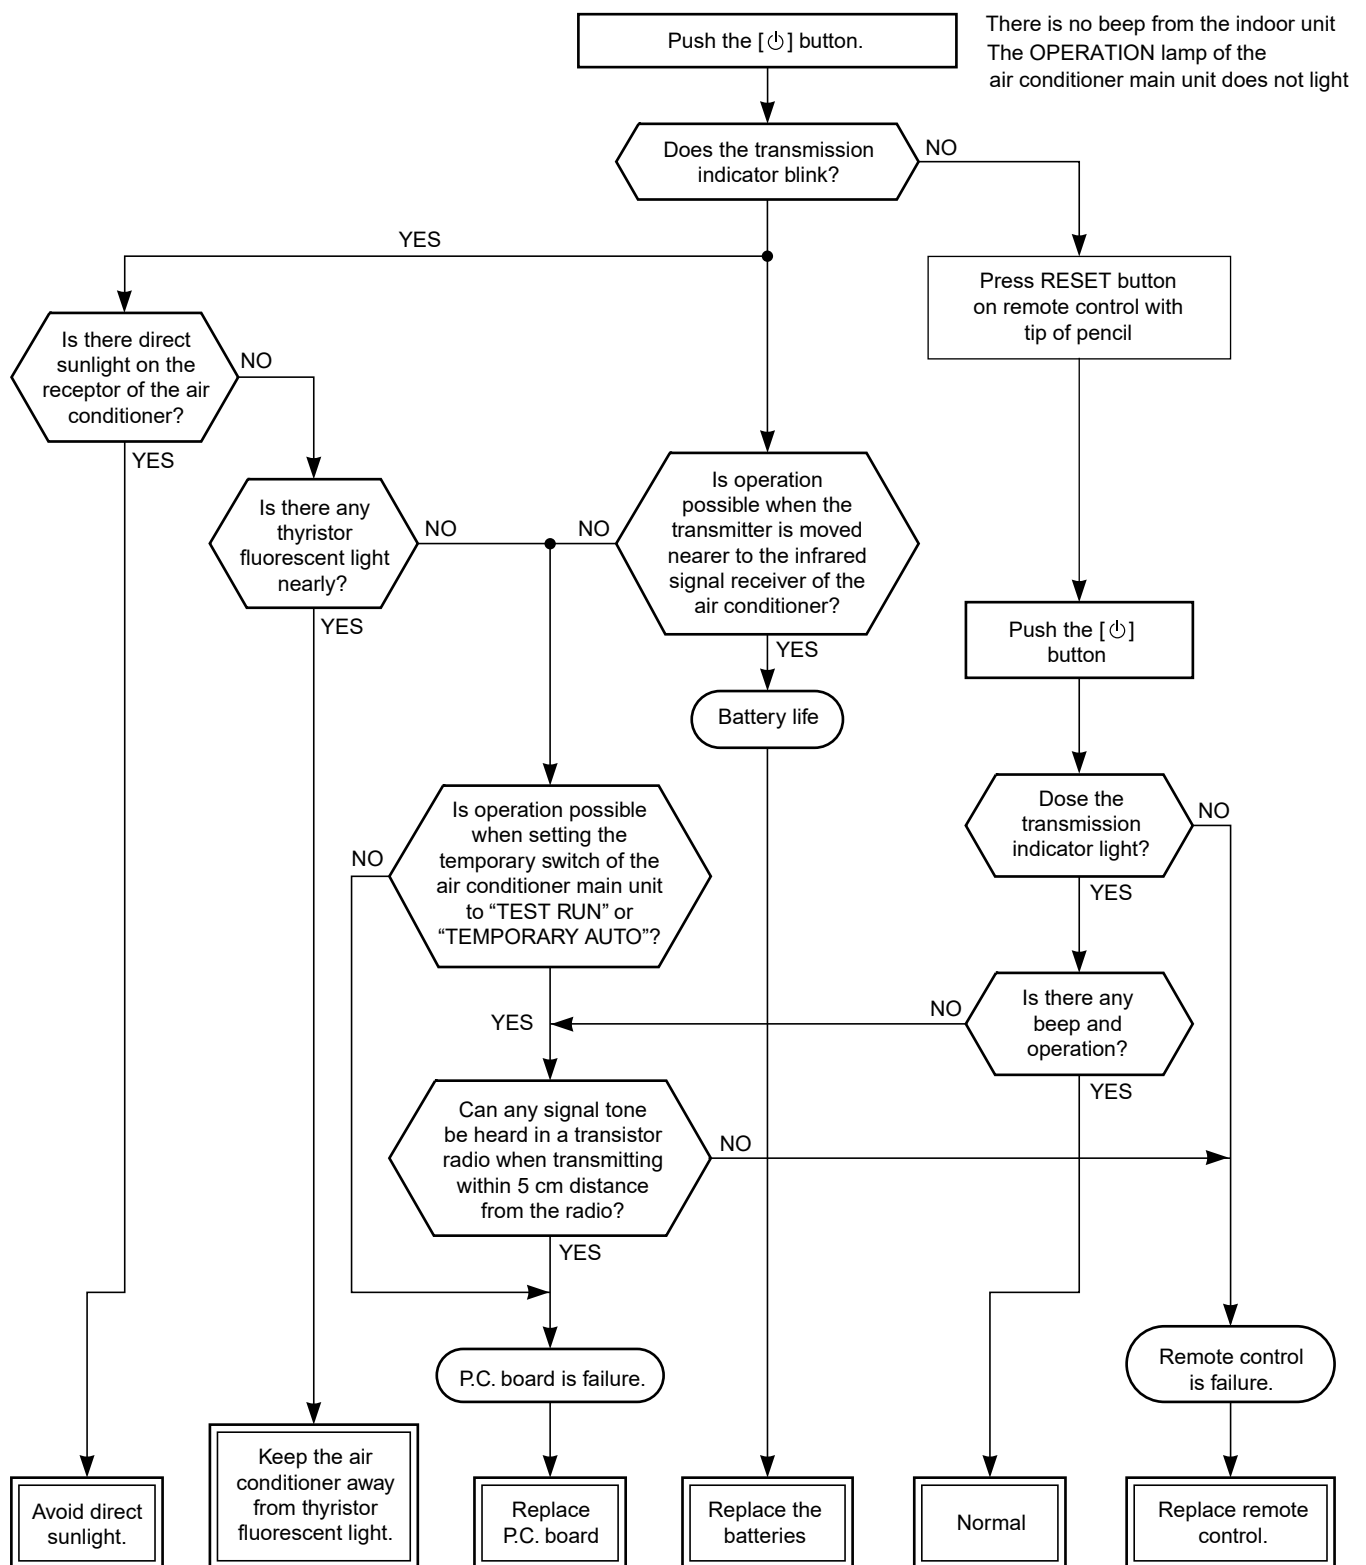 Push the [⏻] button.
There is no beep from the indoor unit
The OPERATION lamp of the
air conditioner main unit does not light
Does the transmission
indicator blink?
NO
YES
Press RESET button
on remote control with
tip of pencil
Is there direct
sunlight on the
receptor of the air
conditioner?
NO
YES
Is there any
thyristor
fluorescent light
nearly?
NO
YES
Is operation
possible when the
transmitter is moved
nearer to the infrared
signal receiver of the
air conditioner?
NO
YES
Battery life
Push the [⏻]
button
Dose the
transmission
indicator light?
NO
YES
Is operation possible
when setting the
temporary switch of the
air conditioner main unit
to “TEST RUN” or
“TEMPORARY AUTO”?
NO
YES
Is there any
beep and
operation?
NO
YES
Can any signal tone
be heard in a transistor
radio when transmitting
within 5 cm distance
from the radio?
NO
YES
P.C. board is failure.
Remote control
is failure.
Avoid direct
sunlight.
Keep the air
conditioner away
from thyristor
fluorescent light.
Replace
P.C. board
Replace the
batteries
Normal
Replace remote
control.